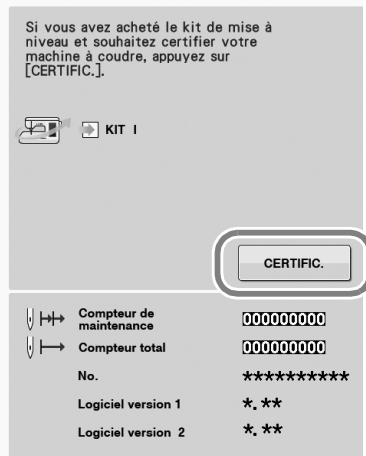 Si vous avez acheté le kit de mise à
niveau et souhaitez certifier votre
machine à coudre, appuyez sur
[CERTIFIC.].
KIT I
CERTIFIC.
Compteur de
maintenance 000000000
Compteur total 000000000
No. **********
Logiciel version 1 *.**
Logiciel version 2 *.**